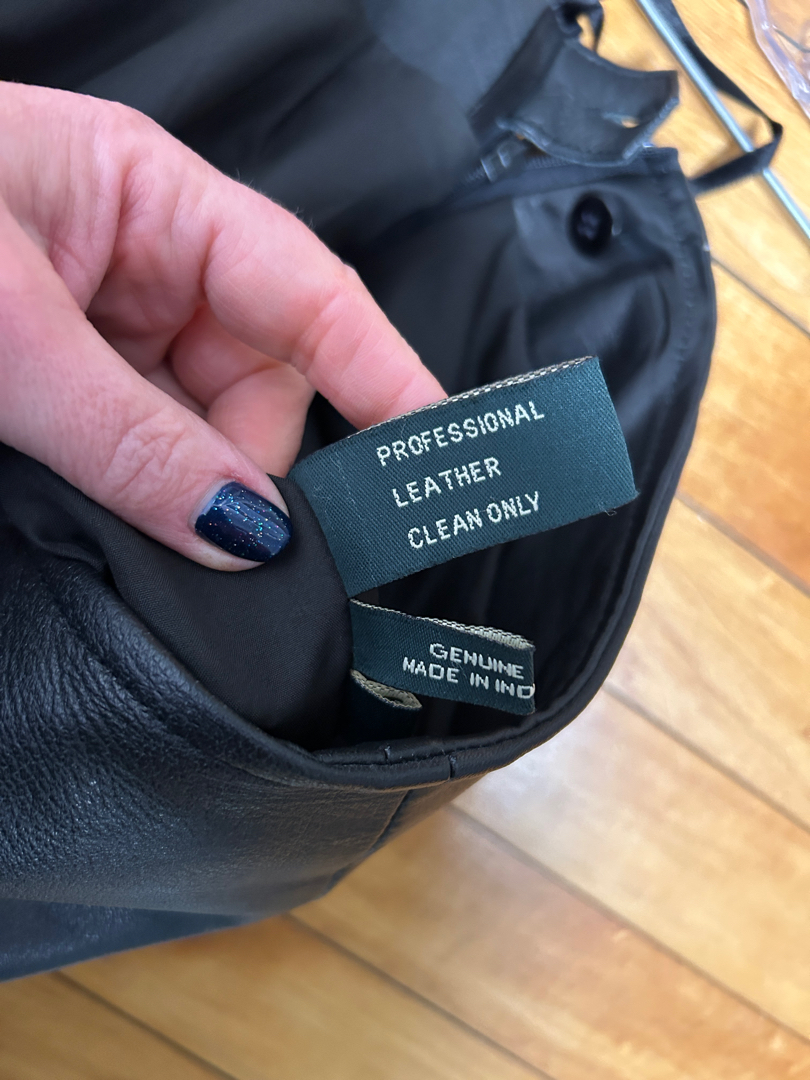 PROFESSIONAL
LEATHER
CLEAN ONLY
GENUINE
MADE IN IND